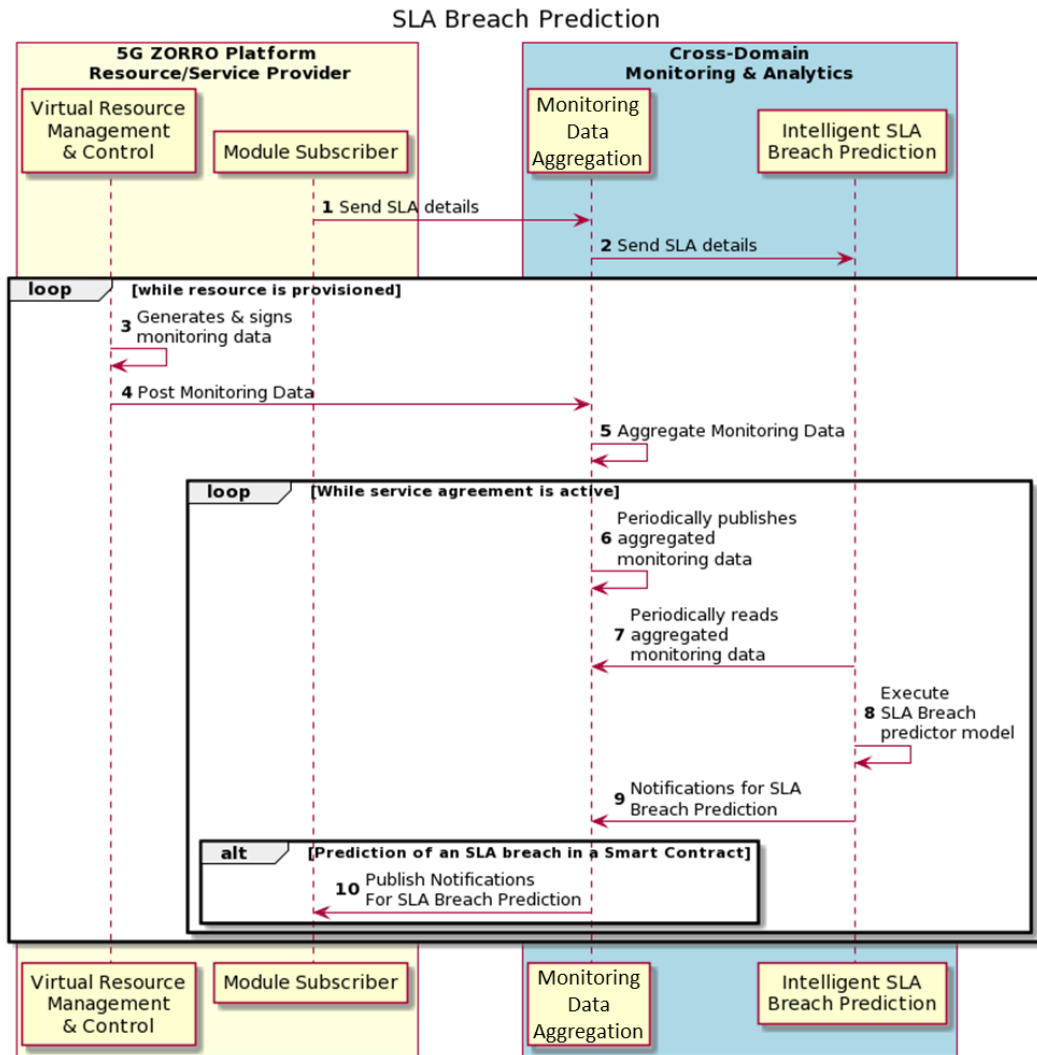 SLA Breach Prediction
5G ZORRO Platform
Resource/Service Provider
Cross-Domain
Monitoring & Analytics
Virtual Resource
Management
& Control
Module Subscriber
Monitoring
Data
Aggregation
Intelligent SLA
Breach Prediction
1 Send SLA details
2 Send SLA details
loop [while resource is provisioned]
3 Generates & signs
monitoring data
4 Post Monitoring Data
5 Aggregate Monitoring Data
loop [While service agreement is active]
Periodically publishes
6 aggregated
monitoring data
Periodically reads
7 aggregated
monitoring data
Execute
8 SLA Breach
predictor model
9 Notifications for SLA
Breach Prediction
alt [Prediction of an SLA breach in a Smart Contract]
10 Publish Notifications
For SLA Breach Prediction
Virtual Resource
Management
& Control
Module Subscriber
Monitoring
Data
Aggregation
Intelligent SLA
Breach Prediction